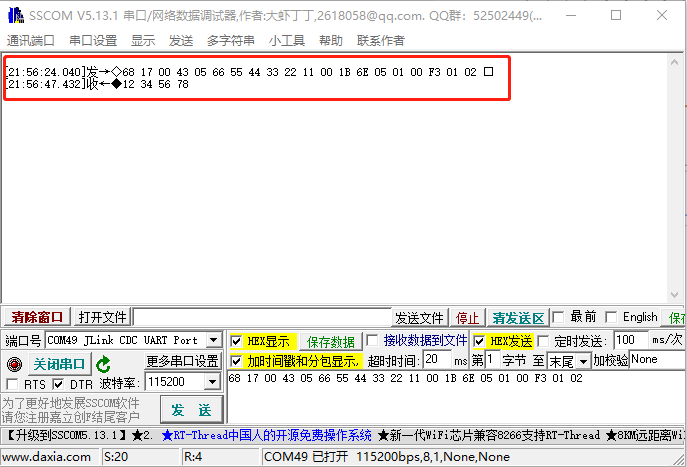 SSCOM V5.13.1 串口/网络数据调试器,作者:大虾丁丁,2618058@qq.com. QQ群: 52502449(...
通讯端口 串口设置 显示 发送 多字符串 小工具 帮助 联系作者
[21:56:24.040]发→◇68 17 00 43 05 66 55 44 33 22 11 00 1B 6E 05 01 00 F3 01 02 □
[21:56:47.432]收←◆12 34 56 78
清除窗口 打开文件 发送文件 停止 清发送区 最前 English 保
端口号 COM49 JLink CDC UART Port HEX显示 保存数据 接收数据到文件 HEX发送 定时发送: 100 ms/次
关闭串口 更多串口设置 加时间戳和分包显示, 超时时间: 20 ms 第 1 字节 至 末尾 加校验 None
RTS DTR 波特率: 115200 68 17 00 43 05 66 55 44 33 22 11 00 1B 6E 05 01 00 F3 01 02
为了更好地发展SSCOM软件
请您注册嘉立创F结尾客户 发 送
【升级到SSCOM5.13.1】★2. ★RT-Thread中国人的开源免费操作系统 ★新一代WiFi芯片兼容8266支持RT-Thread ★8KM远距离Wi
www.daxia.com S:20 R:4 COM49 已打开 115200bps,8,1,None,None